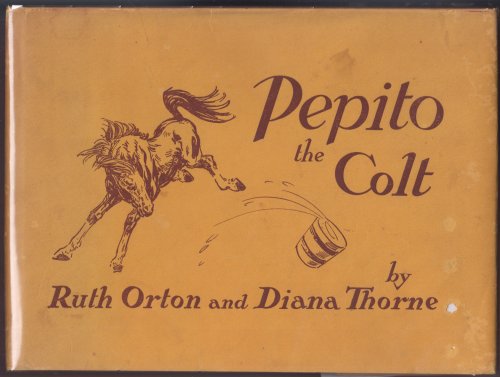 Pepito
the
Colt
by
Ruth Orton and Diana Thorne